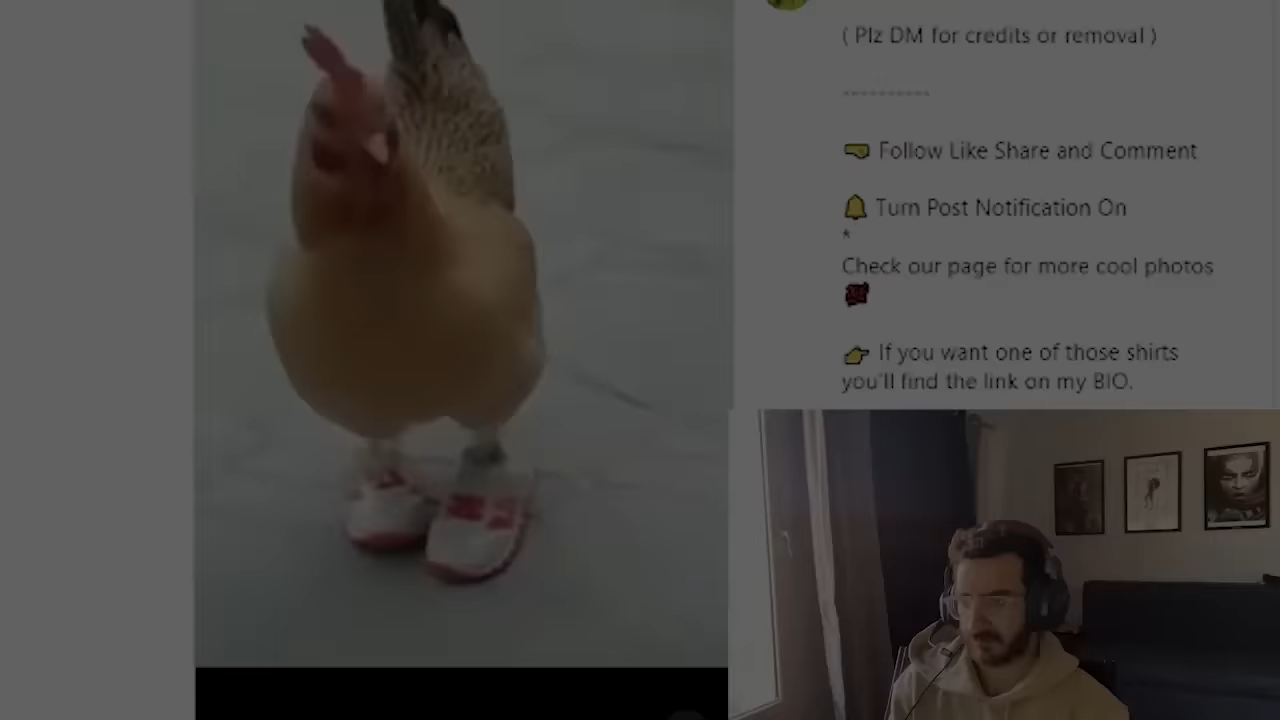 ( Plz DM for credits or removal )
----------
Follow Like Share and Comment
Turn Post Notification On
*
Check our page for more cool photos
If you want one of those shirts
you'll find the link on my BIO.